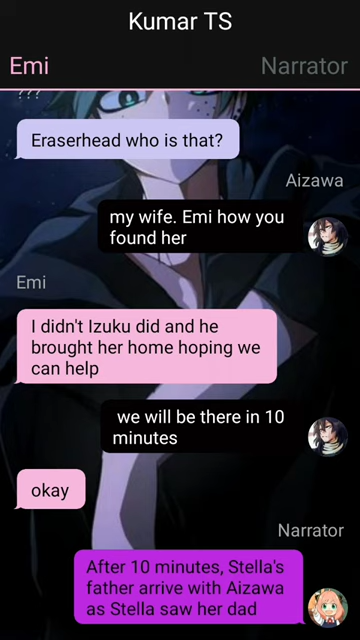 Kumar TS
Emi
Narrator
???
Eraserhead who is that?
Aizawa
my wife. Emi how you
found her
Emi
I didn't Izuku did and he
brought her home hoping we
can help
we will be there in 10
minutes
okay
Narrator
After 10 minutes, Stella's
father arrive with Aizawa
as Stella saw her dad